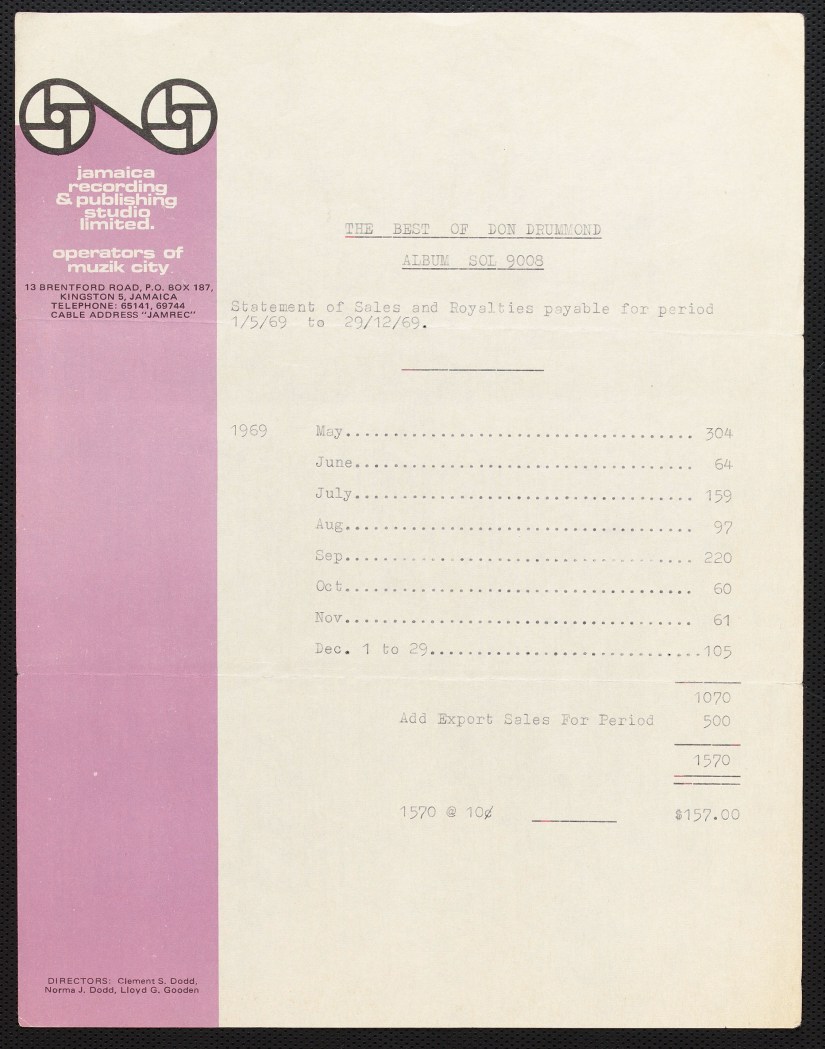 jamaica
recording
& publishing
studio
limited.
operators of
muzik city
13 BRENTFORD ROAD, P.O. BOX 187,
KINGSTON 5, JAMAICA
TELEPHONE: 65141, 69744
CABLE ADDRESS "JAMREC"
THE BEST OF DON DRUMMOND
ALBUM SOL 9008
Statement of Sales and Royalties payable for period
1/5/69 to 29/12/69.
1969 May..................................... 304
June.................................... 64
July.................................... 159
Aug..................................... 97
Sep..................................... 220
Oct..................................... 60
Nov..................................... 61
Dec. 1 to 29.............................105
1070
Add Export Sales For Period 500
1570
1570 @ 10¢ $157.00
DIRECTORS: Clement S. Dodd,
Norma J. Dodd, Lloyd G. Gooden